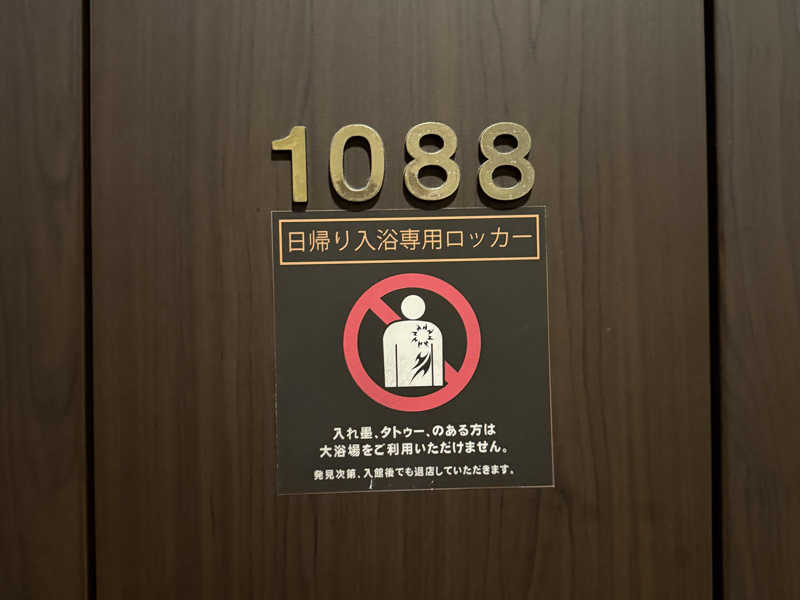 1088
日帰り入浴専用ロッカー
入れ墨、タトゥー、のある方は
大浴場をご利用いただけません。
発見次第、入館後でも退店していただきます。